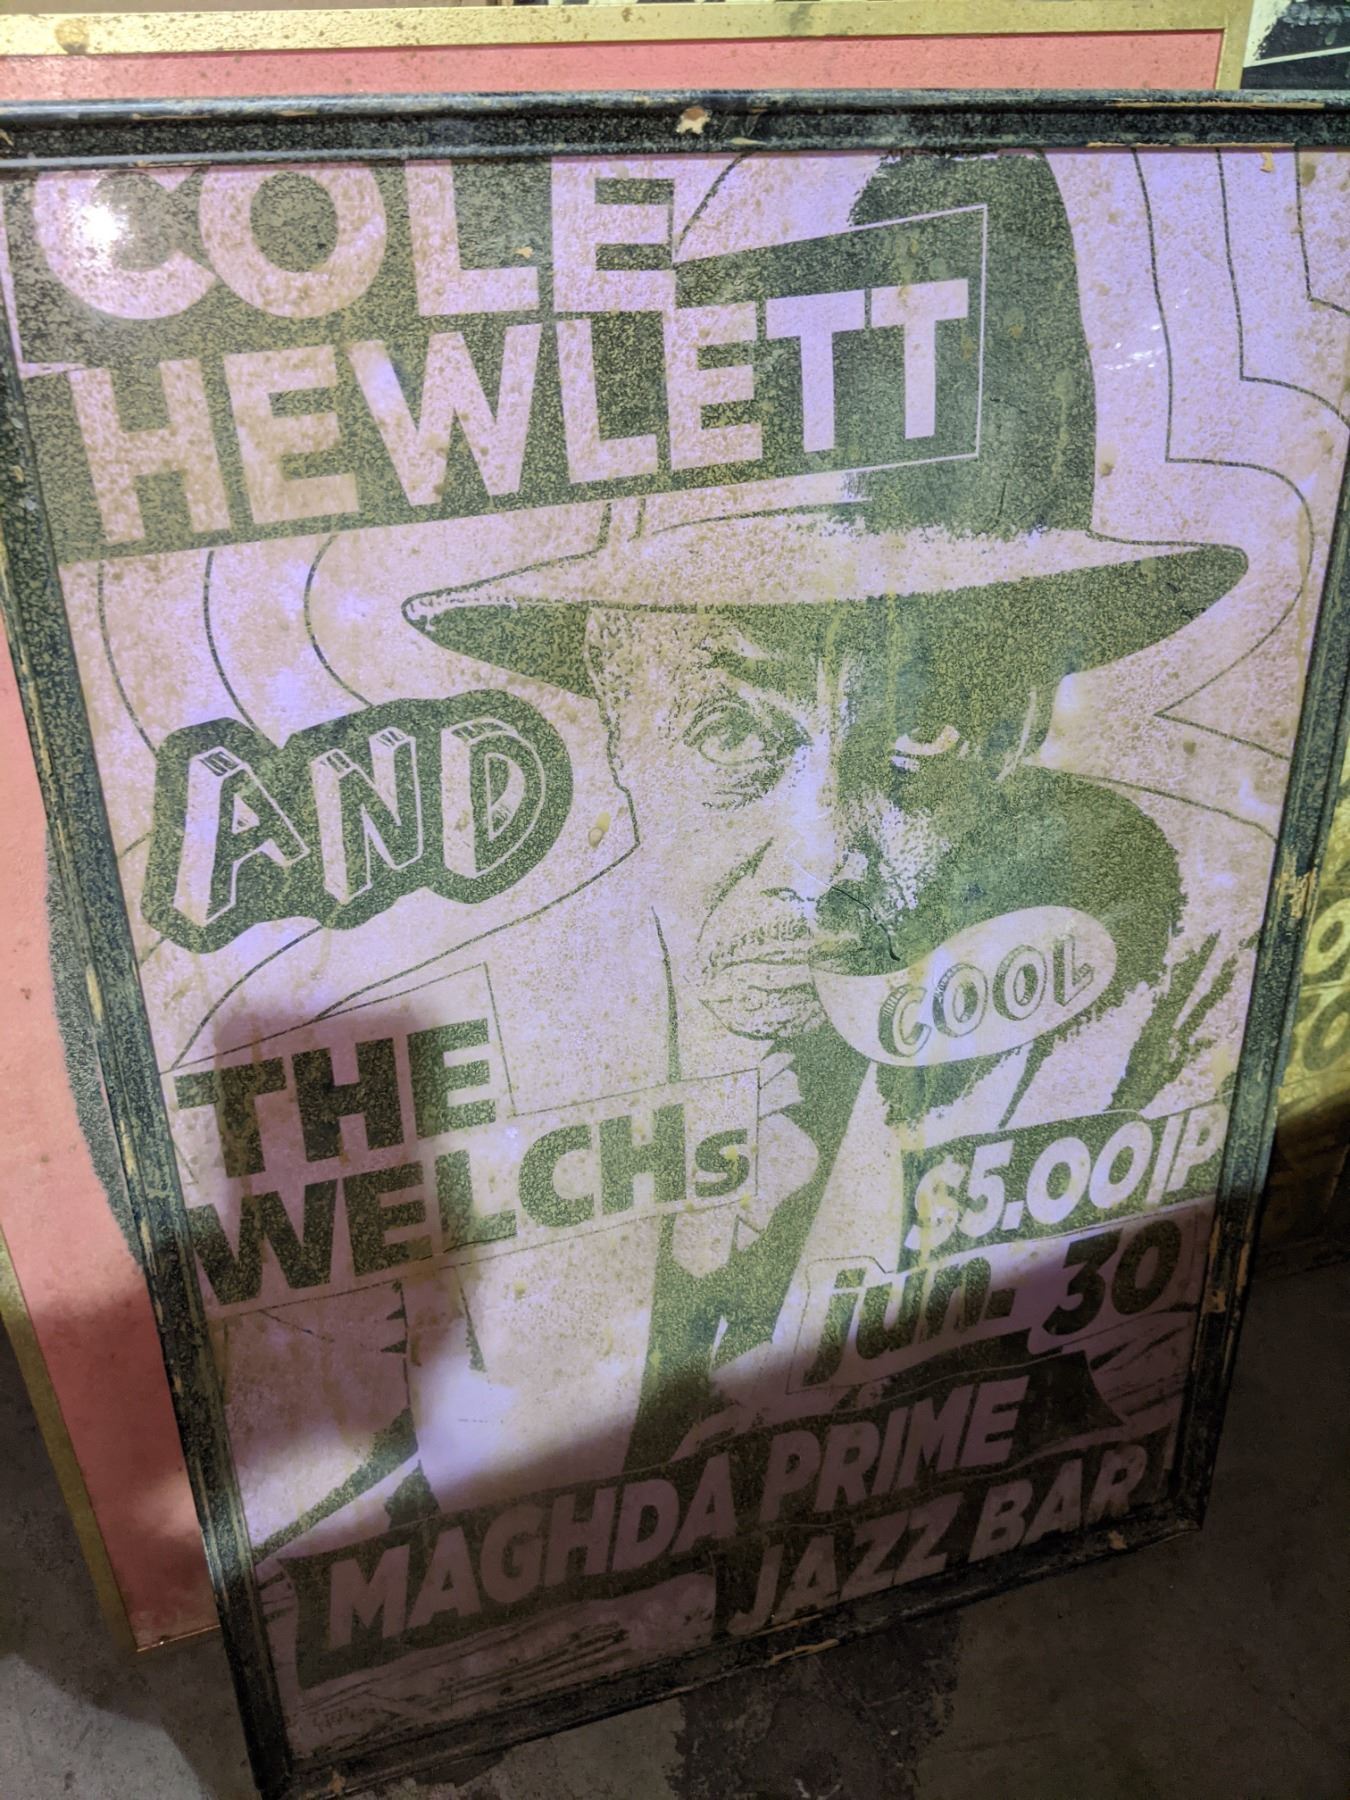 COLE
HEWLETT
AND
COOL
THE
WELCHs
$5.00|P
jun. 30
MAGHDA PRIME
JAZZ BAR